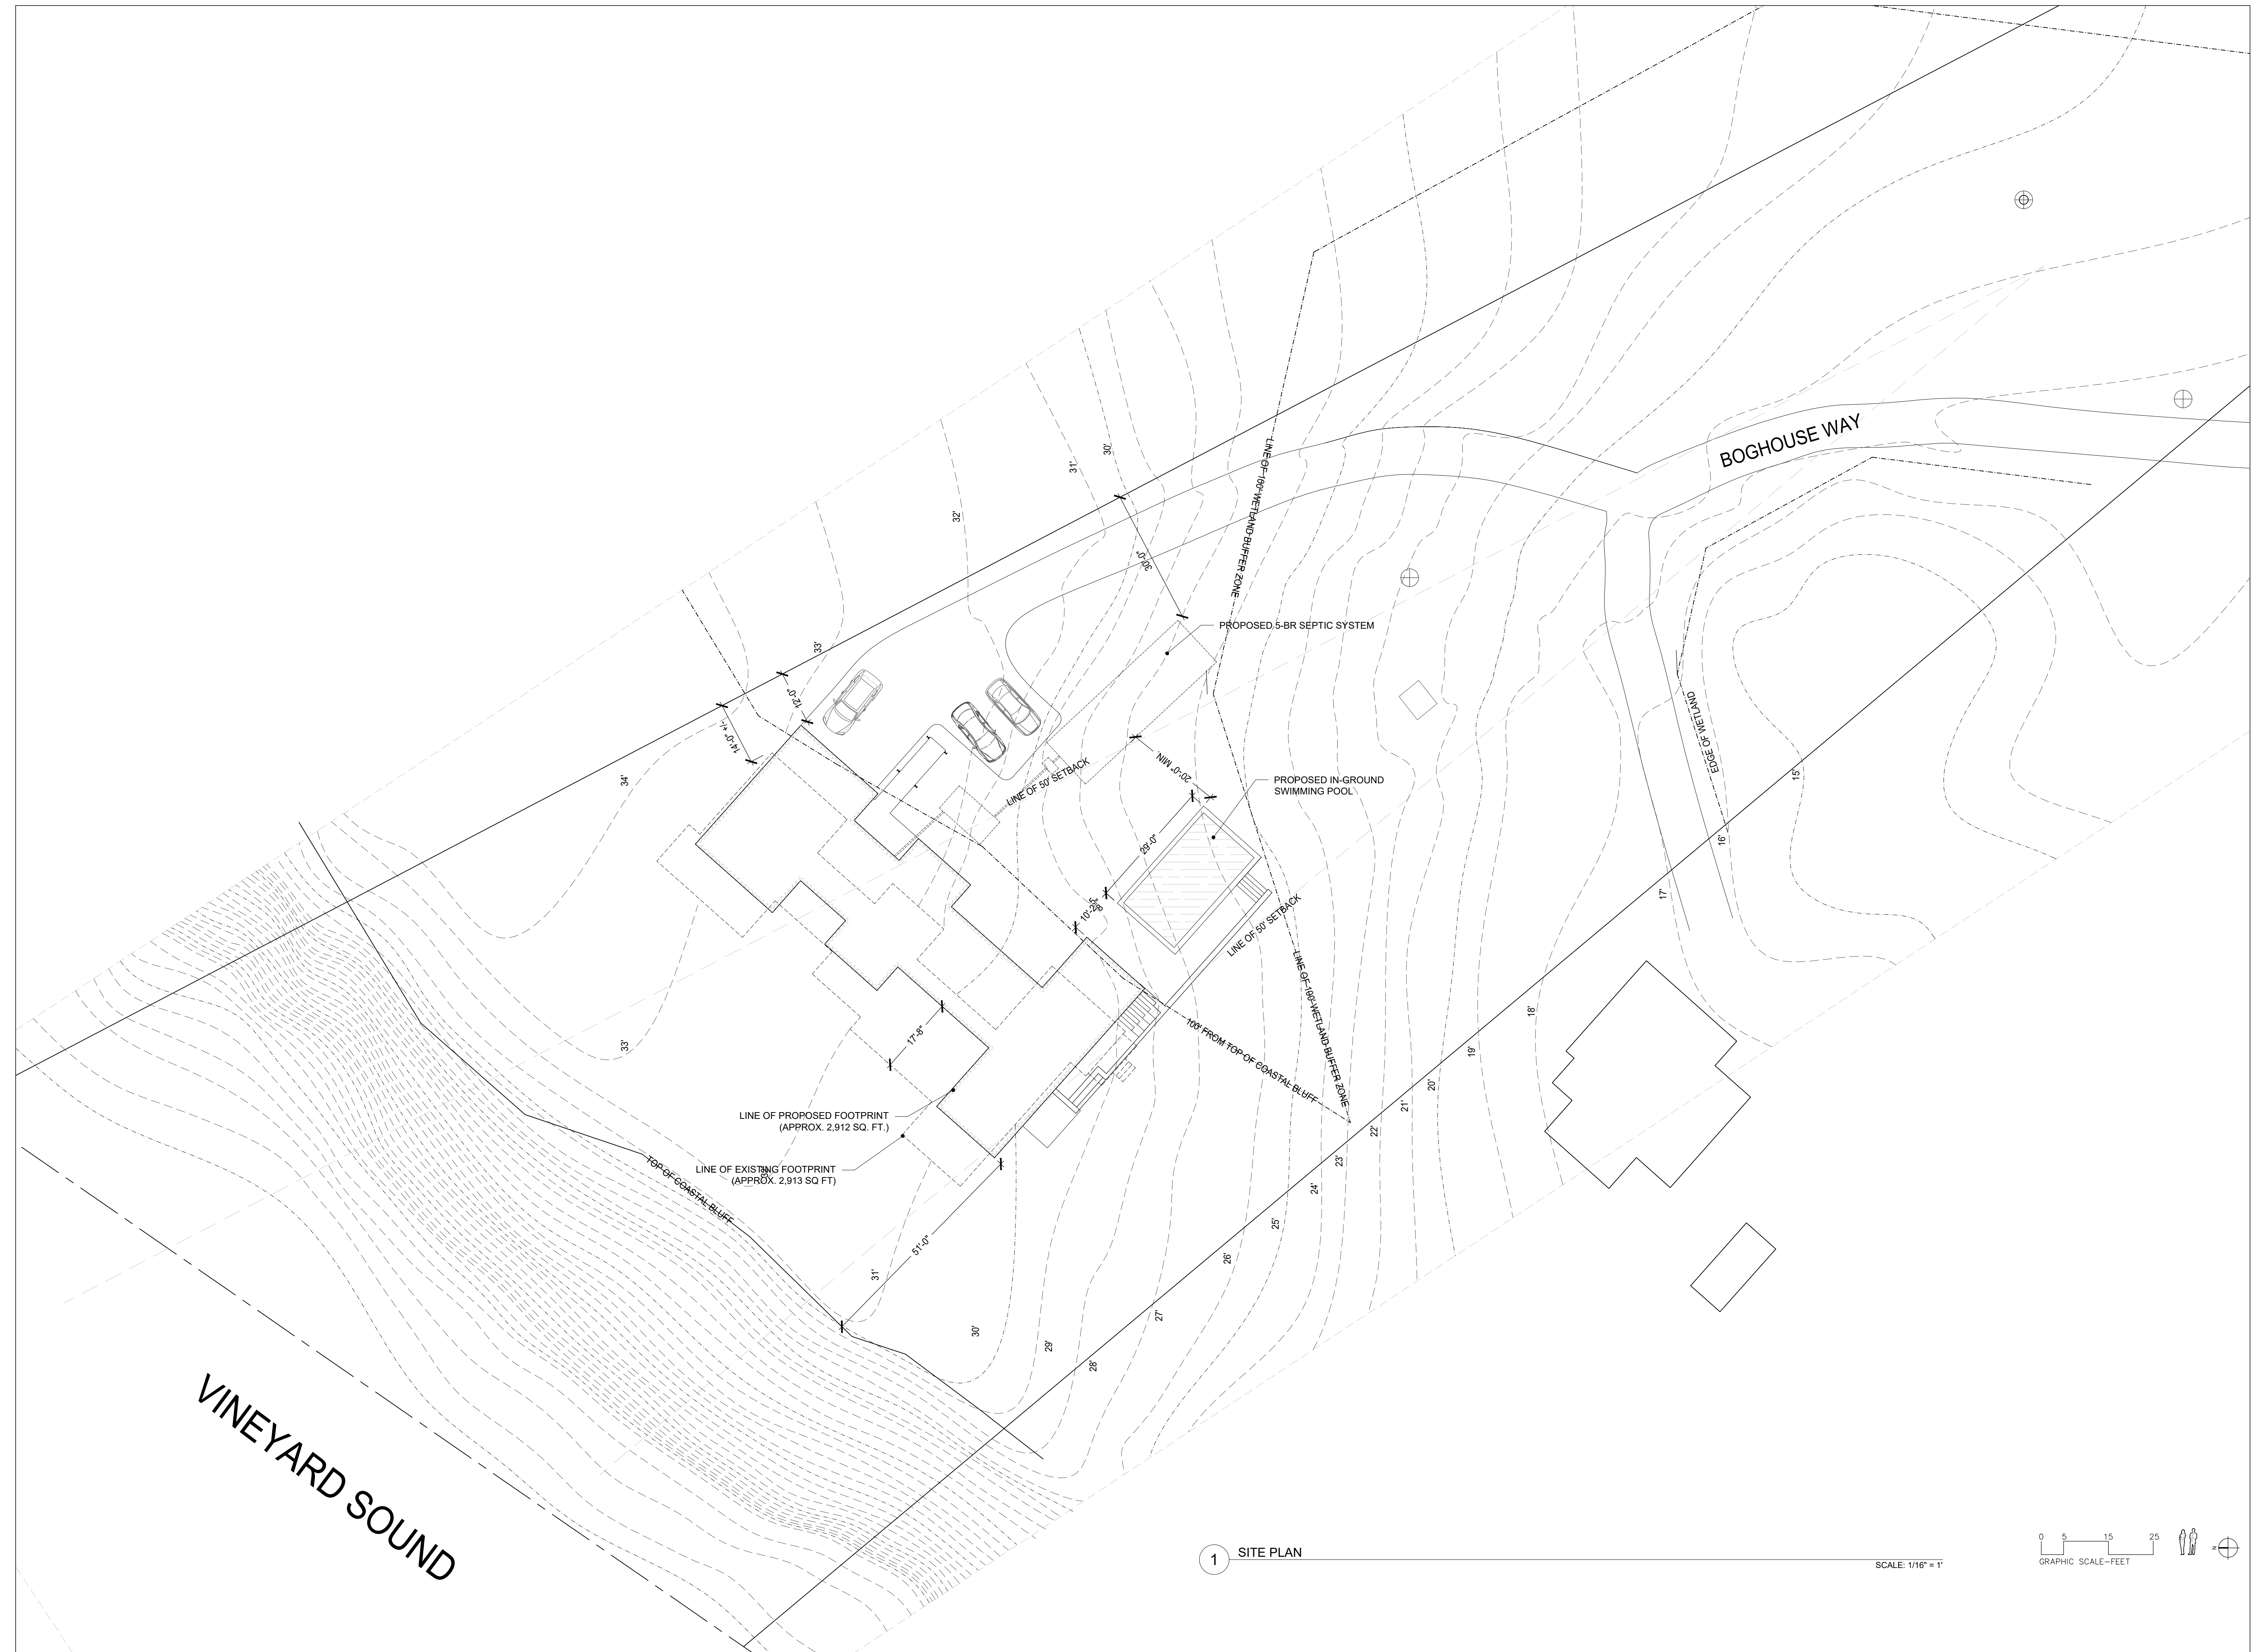 BOGHOUSE WAY
30'
31'
32'
LINE OF 100' WETLAND BUFFER ZONE
30'-0"
PROPOSED 5-BR SEPTIC SYSTEM
33'
12'-0"
14'-0" +/-
34'
LINE OF 50' SETBACK
20'-0" MIN
EDGE OF WETLAND
PROPOSED IN-GROUND
SWIMMING POOL
15'
29'-0"
16'
17'
LINE OF 50' SETBACK
LINE OF 100' WETLAND BUFFER ZONE
18'
17'-8"
33'
100' FROM TOP OF COASTAL BLUFF
19'
20'
21'
22'
23'
24'
25'
26'
27'
28'
29'
30'
31'
LINE OF PROPOSED FOOTPRINT
(APPROX. 2,912 SQ. FT.)
LINE OF EXISTING FOOTPRINT
(APPROX. 2,913 SQ FT)
TOP OF COASTAL BLUFF
51'-0"
VINEYARD SOUND
1
SITE PLAN
SCALE: 1/16" = 1'
0 5 15 25
GRAPHIC SCALE-FEET
N